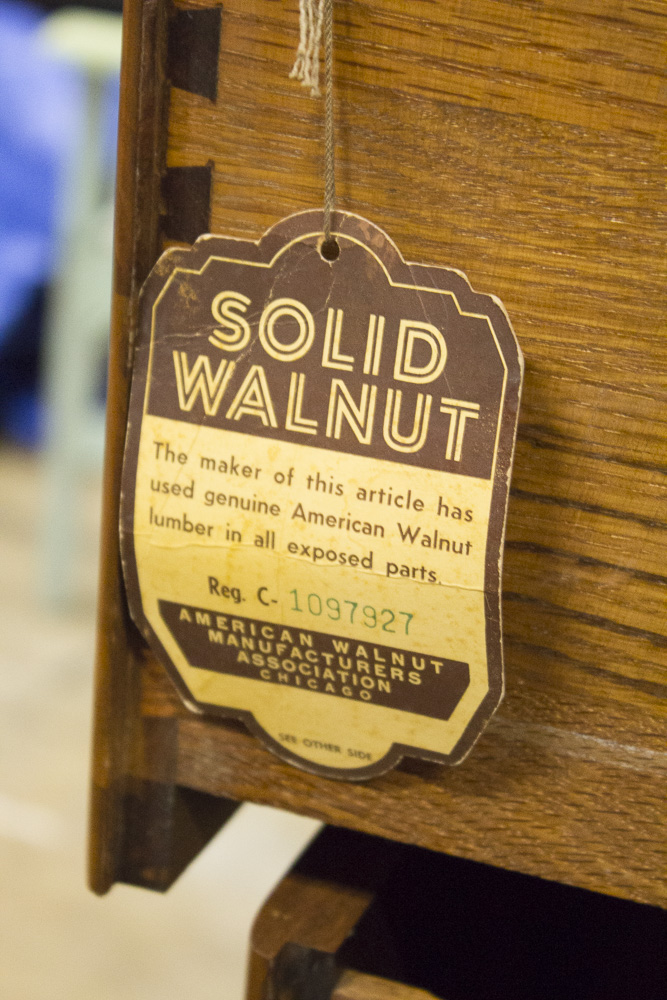 SOLID
WALNUT
The maker of this article has
used genuine American Walnut
lumber in all exposed parts.
Reg. C- 1097927
AMERICAN WALNUT
MANUFACTURERS
ASSOCIATION
CHICAGO
SEE OTHER SIDE